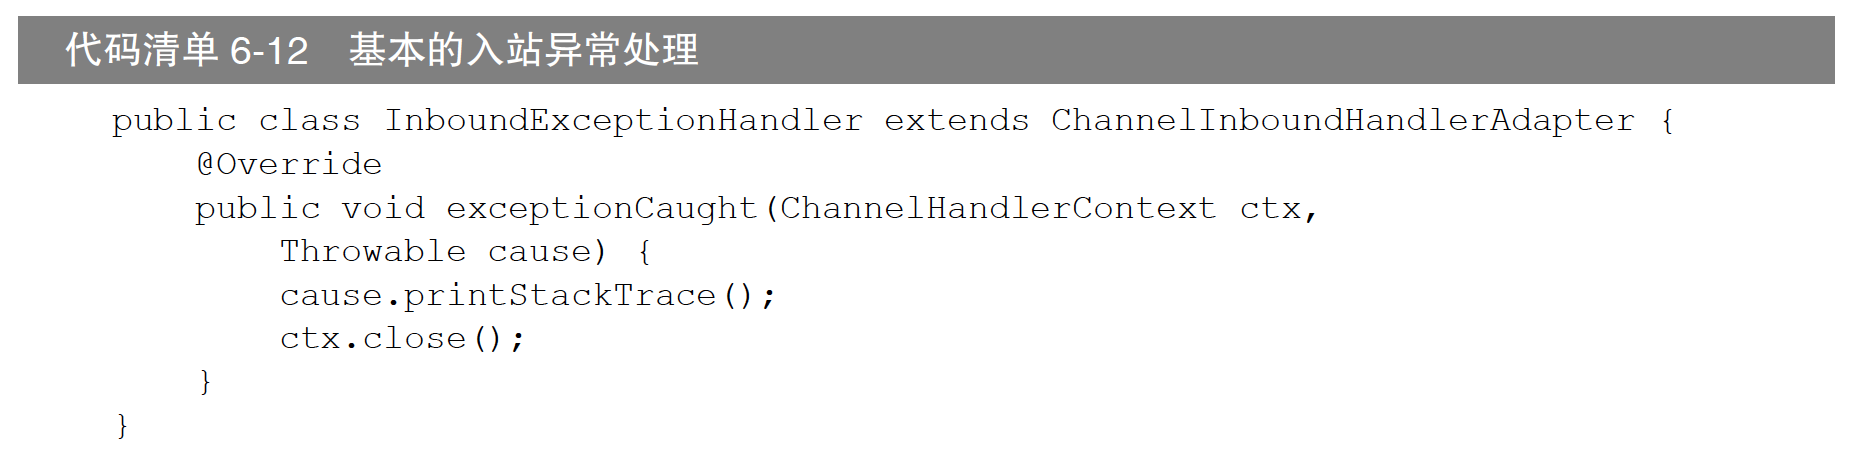 代码清单 6-12 基本的入站异常处理
public class InboundExceptionHandler extends ChannelInboundHandlerAdapter {
@Override
public void exceptionCaught(ChannelHandlerContext ctx,
Throwable cause) {
cause.printStackTrace();
ctx.close();
}
}